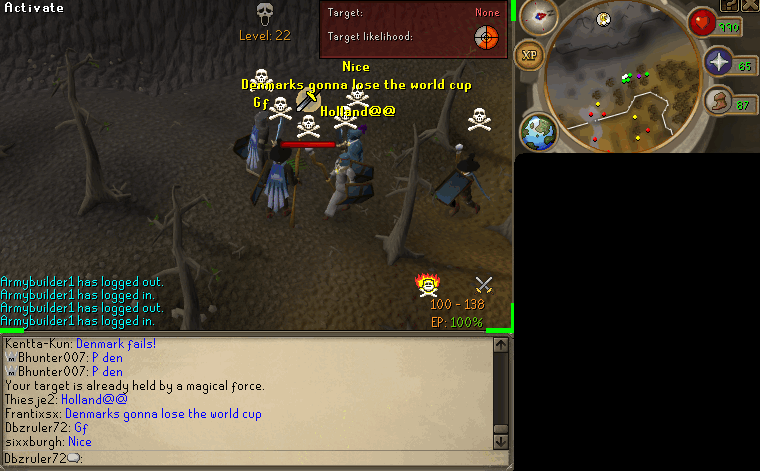 Activate
Level: 22
Target:
None
Target likelihood:
Nice
Denmarks gonna lose the world cup
Gf
Holland@@
XP
990
65
87
Armybuilder1 has logged out.
Armybuilder1 has logged in.
Armybuilder1 has logged out.
Armybuilder1 has logged in.
100 - 138
EP: 100%
Kentta-Kun: Denmark fails!
Bhunter007: P den
Bhunter007: P den
Your target is already held by a magical force.
Thiesje2: Holland@@
Frantixsx: Denmarks gonna lose the world cup
Dbzruler72: Gf
sixxburgh: Nice
Dbzruler72: